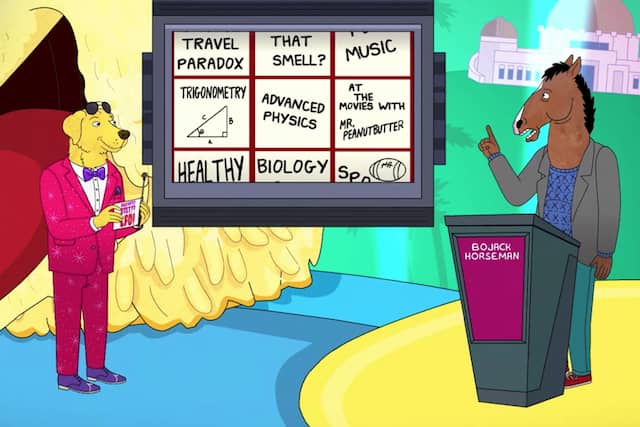 TRAVEL
PARADOX
THAT
SMELL?
MUSIC
TRIGONOMETRY
C
B
A
ADVANCED
PHYSICS
AT
THE
MOVIES WITH
MR.
PEANUTBUTTER
HEALTHY
BIOLOGY
BOJACK
HORSEMAN